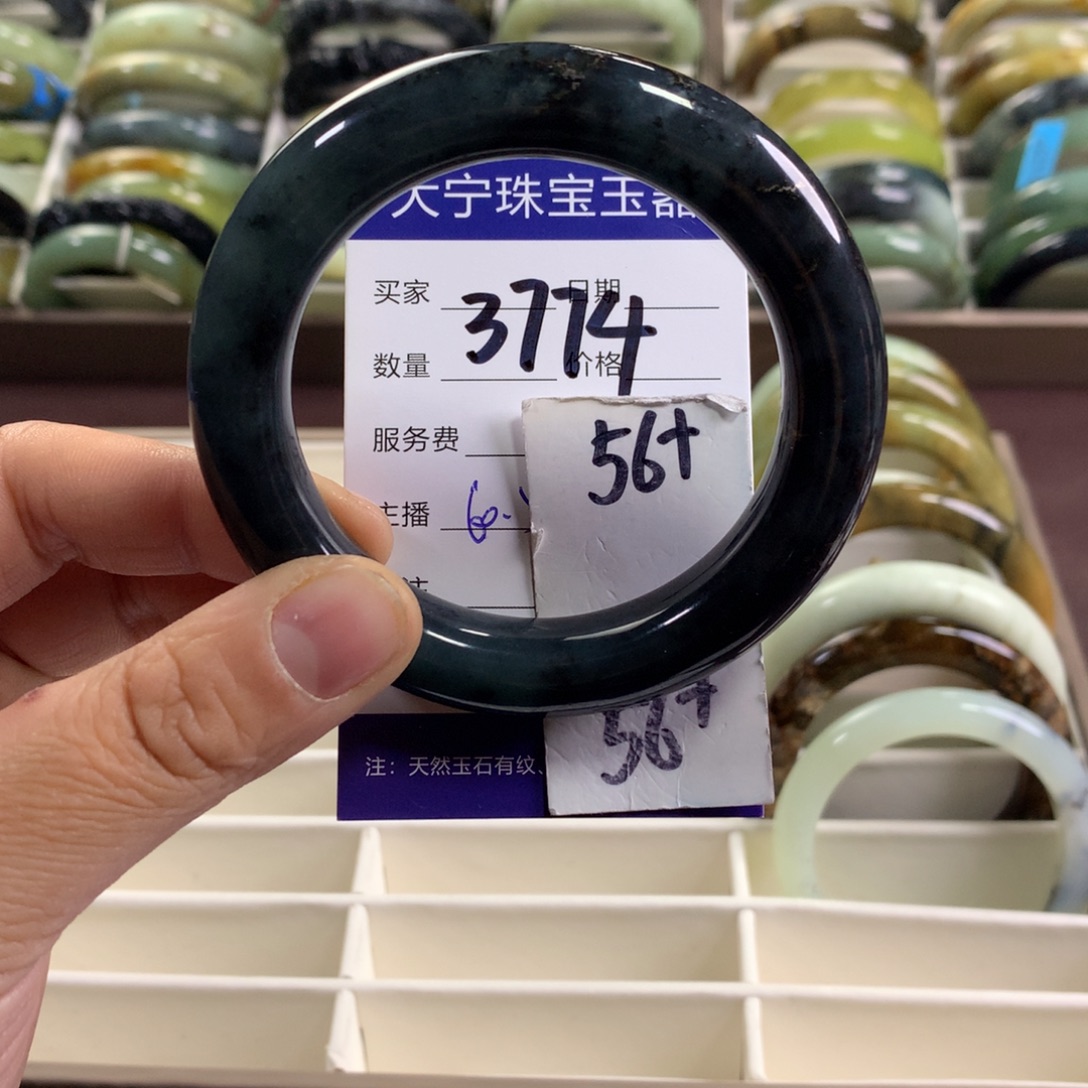 大宁珠宝玉器
买家 3774 日期
数量 价格
服务费
56+
主播
56+
注：天然玉石有纹、